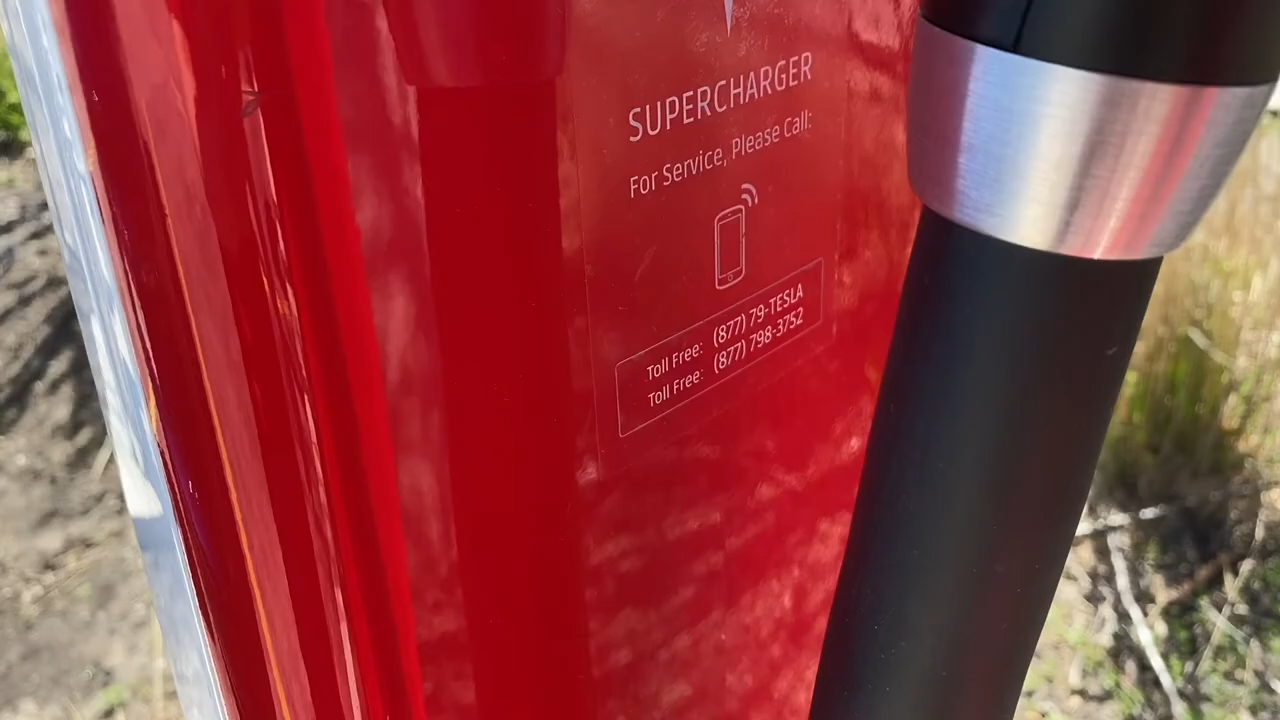 SUPERCHARGER
For Service, Please Call:
Toll Free: (877) 79-TESLA
Toll Free: (877) 798-3752